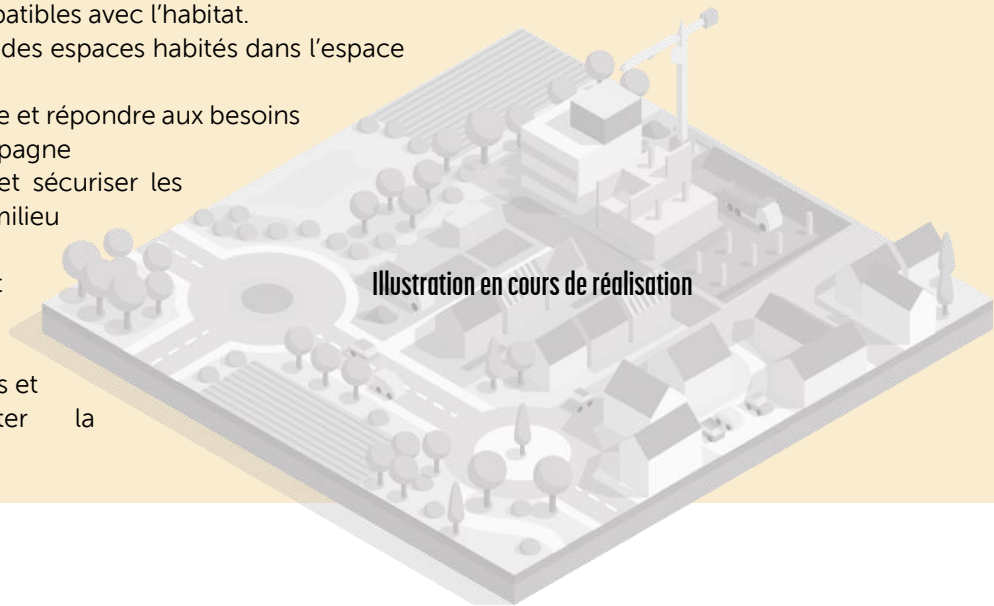 patibles avec l’habitat.
des espaces habités dans l’espace
e et répondre aux besoins
pagne
et sécuriser les
milieu
t
Illustration en cours de réalisation
s et
ter la